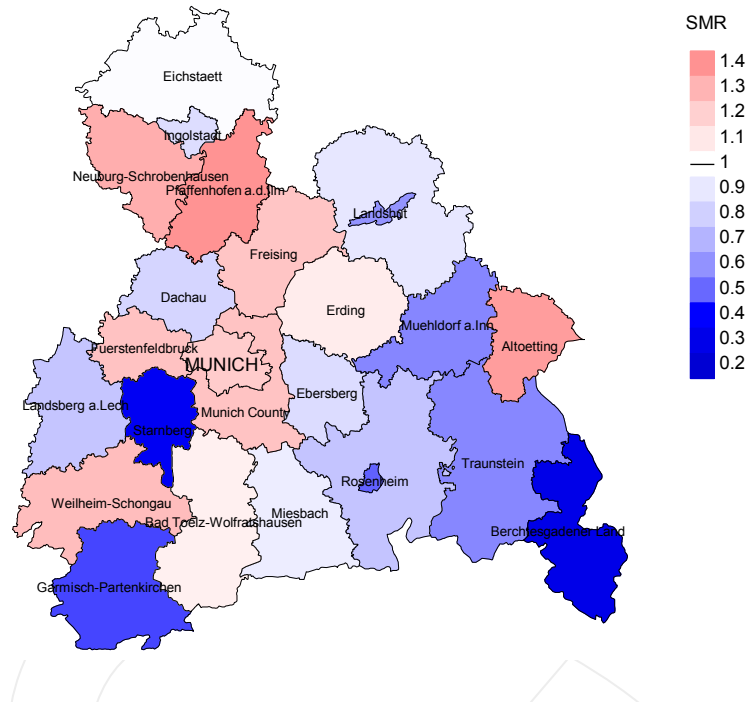 SMR
1.4
1.3
1.2
1.1
1
0.9
0.8
0.7
0.6
0.5
0.4
0.3
0.2
Eichstaett
Ingolstadt
Neuburg-Schrobenhausen
Pfaffenhofen a.d.Ilm
Landshut
Freising
Dachau
Erding
Muehldorf a.Inn
Altoetting
Fuerstenfeldbruck
MUNICH
Ebersberg
Landsberg a.Lech
Munich County
Starnberg
Traunstein
Rosenheim
Weilheim-Schongau
Miesbach
Bad Toelz-Wolfratshausen
Berchtesgadener Land
Garmisch-Partenkirchen